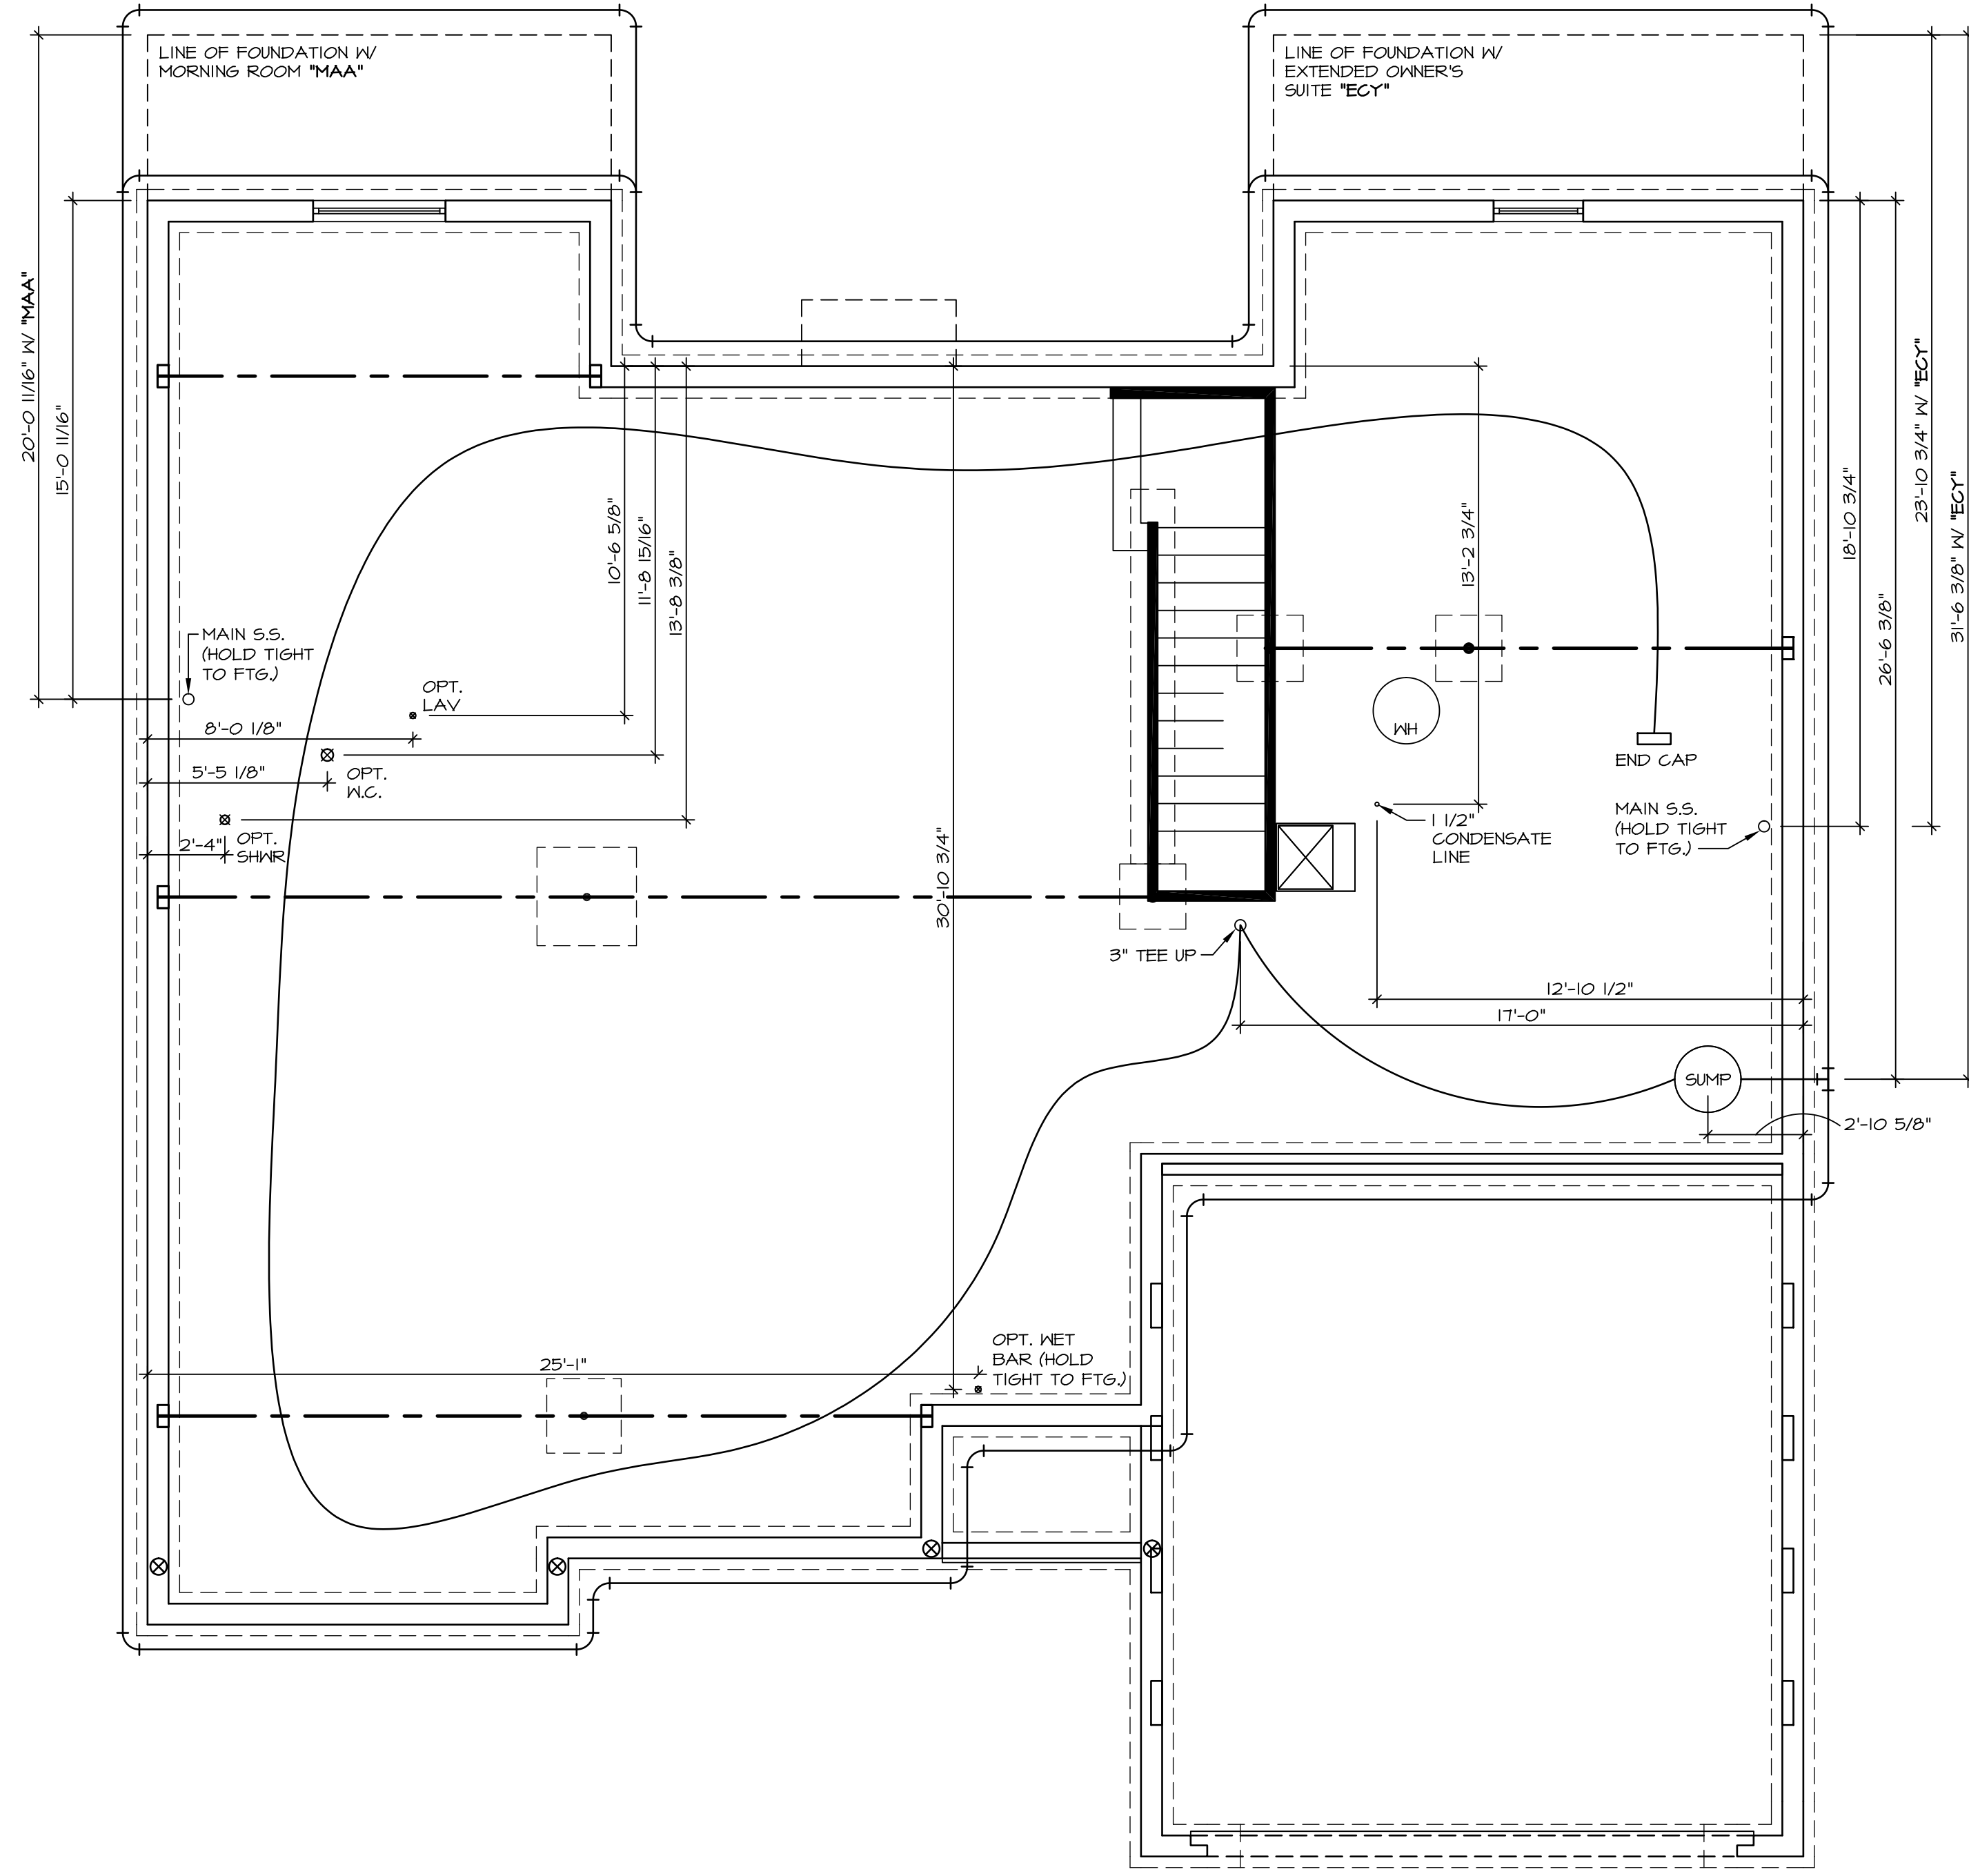 LINE OF FOUNDATION W/
MORNING ROOM "MAA"
LINE OF FOUNDATION W/
EXTENDED OWNER'S
SUITE "ECY"
20'-0 11/16" W/ "MAA"
15'-0 11/16"
10'-6 5/8"
11'-8 15/16"
13'-8 3/8"
13'-2 3/4"
18'-10 3/4"
26'-6 3/8"
23'-10 3/4" W/ "ECY"
31'-6 3/8" W/ "ECY"
MAIN S.S.
(HOLD TIGHT
TO FTG.)
OPT.
LAV
8'-0 1/8"
5'-5 1/8"
OPT.
W.C.
2'-4"
OPT.
SHWR
WH
END CAP
MAIN S.S.
(HOLD TIGHT
TO FTG.)
1 1/2"
CONDENSATE
LINE
30'-10 3/4"
3" TEE UP
12'-10 1/2"
17'-0"
SUMP
2'-10 5/8"
OPT. WET
BAR (HOLD
TIGHT TO FTG.)
25'-1"